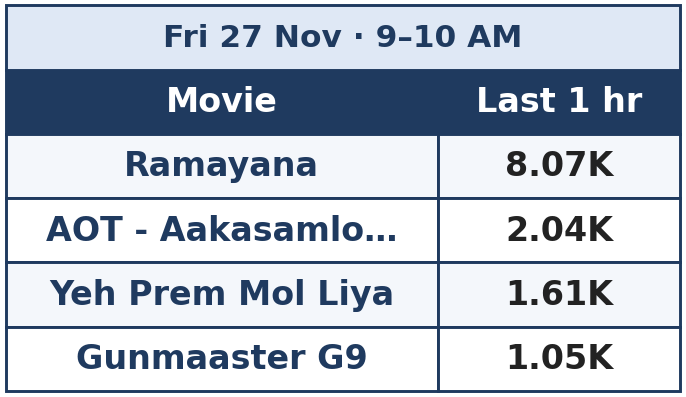 Fri 27 Nov · 9–10 AM
Movie Last 1 hr
Ramayana 8.07K
AOT - Aakasamlo... 2.04K
Yeh Prem Mol Liya 1.61K
Gunmaaster G9 1.05K